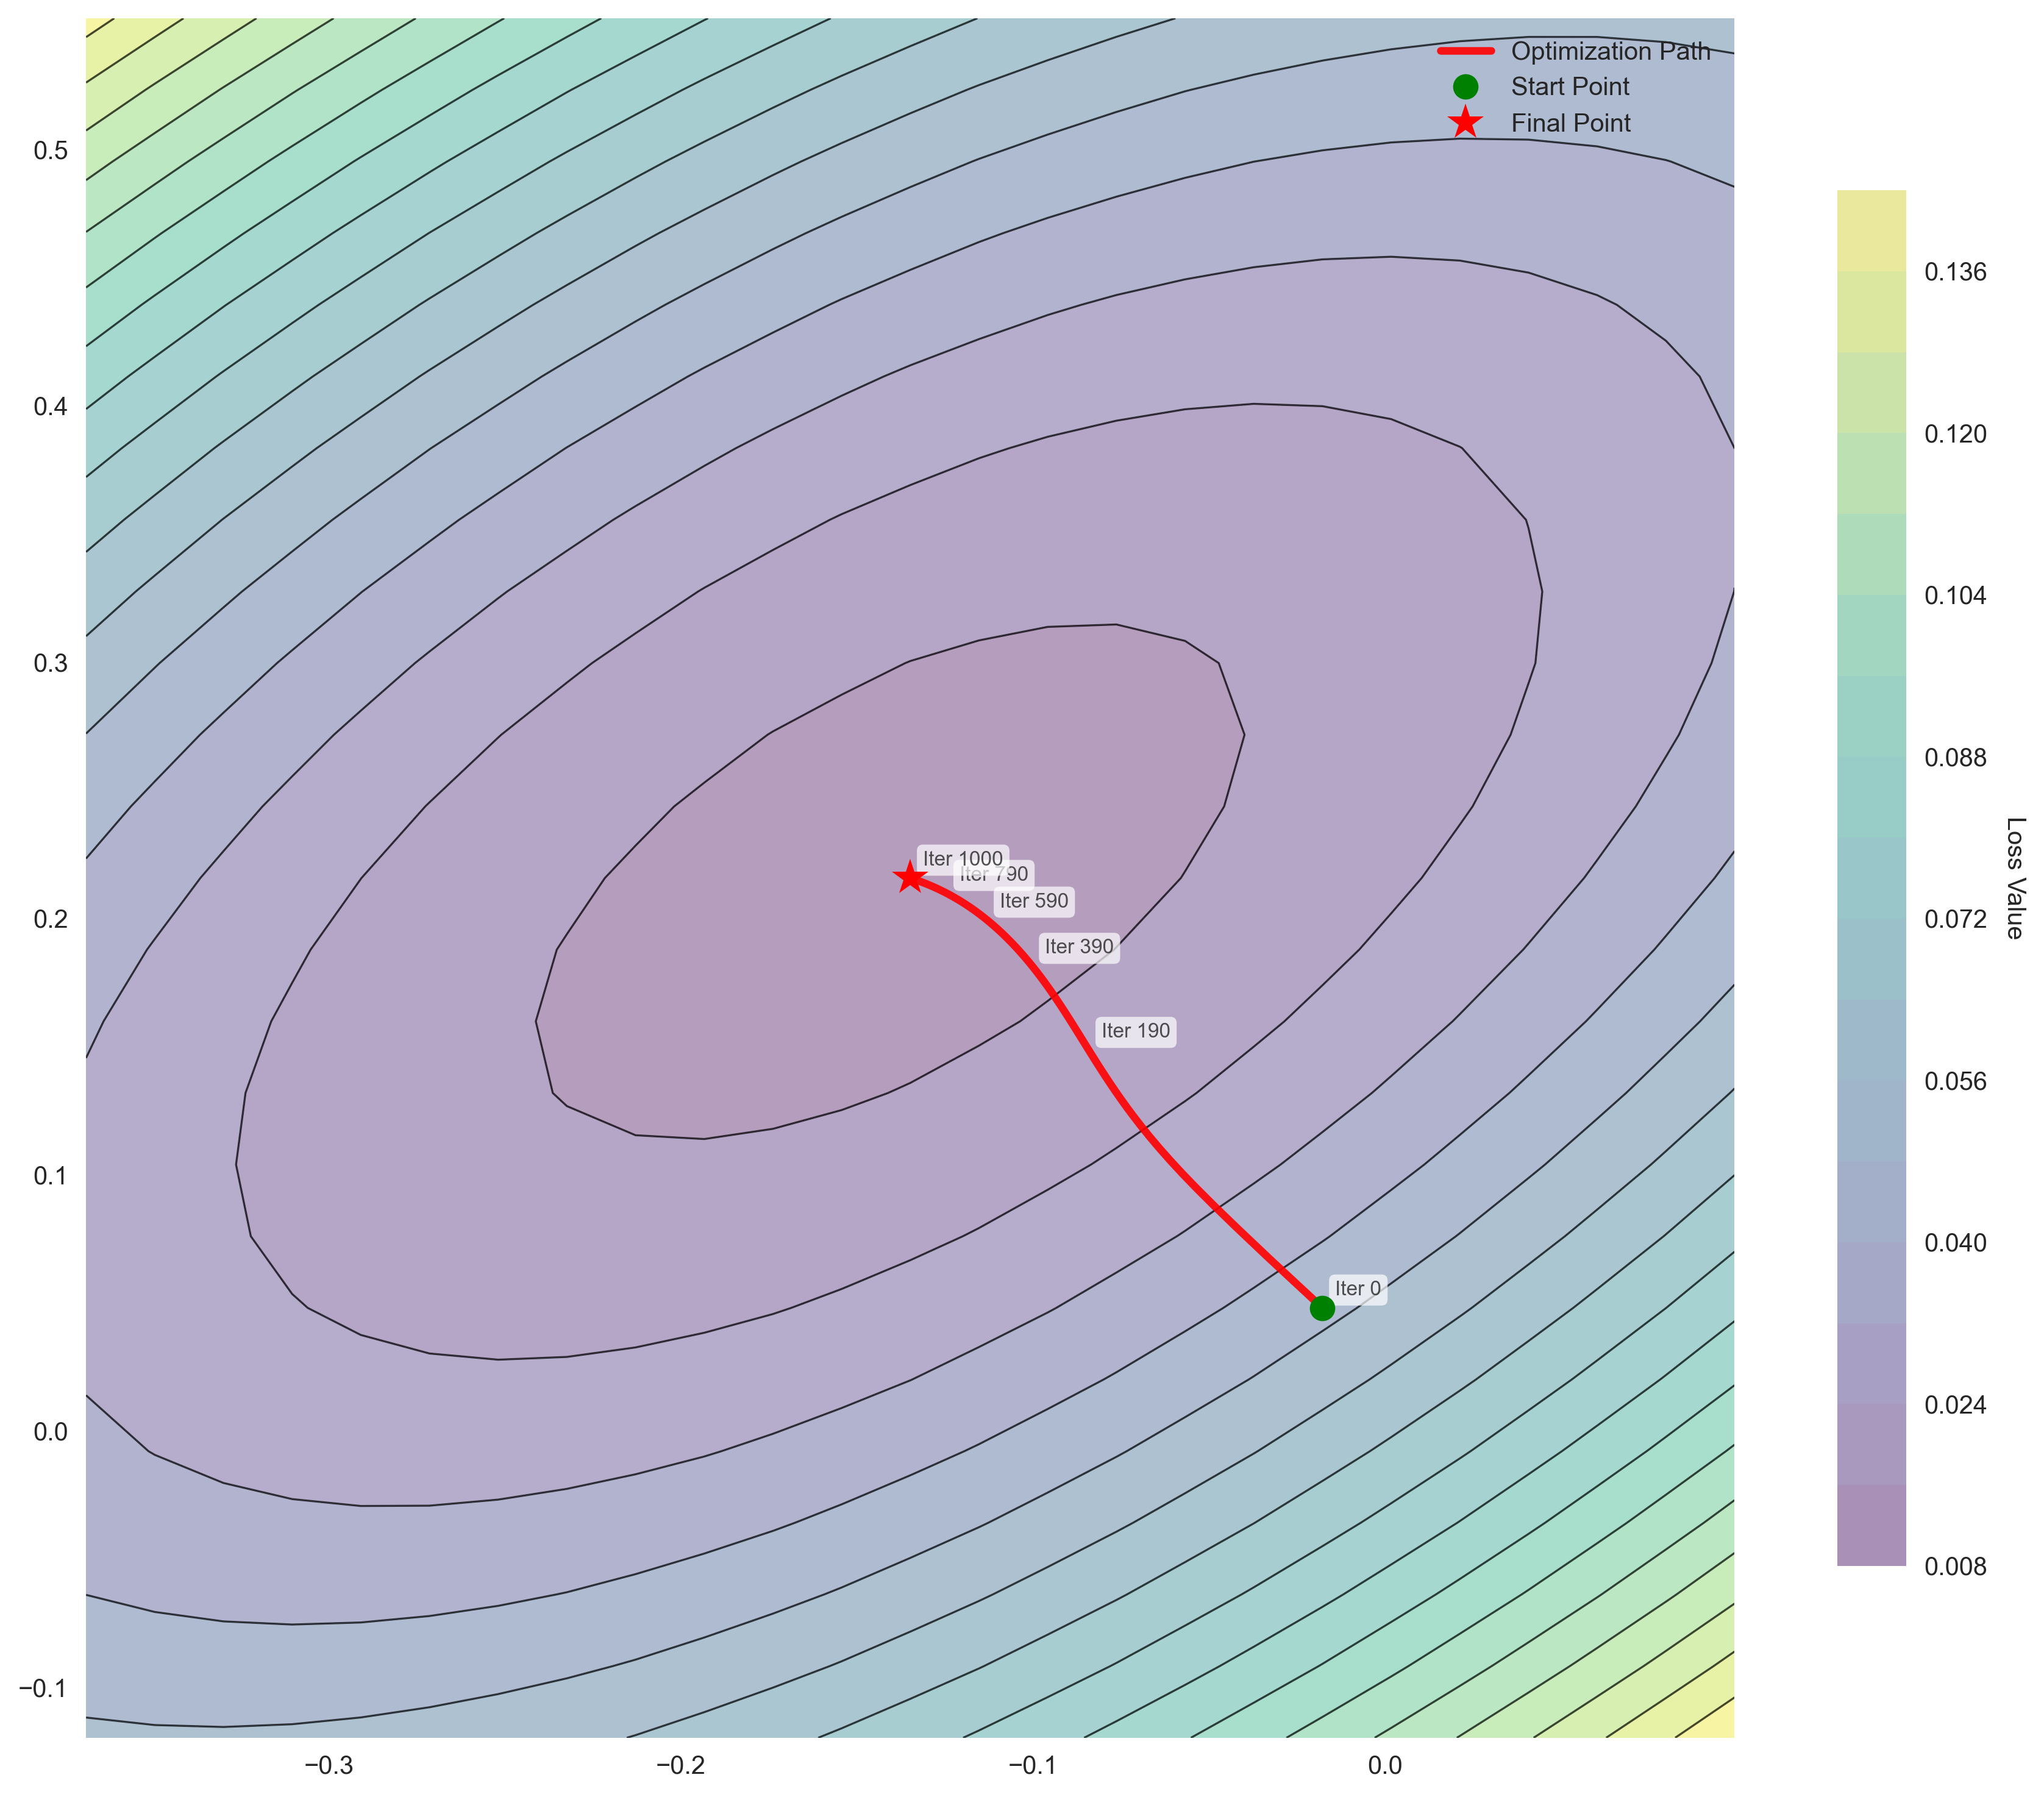 Optimization Path
Start Point
Final Point
0.5
0.4
0.3
0.2
0.1
0.0
−0.1
−0.3
−0.2
−0.1
0.0
Iter 1000
Iter 790
Iter 590
Iter 390
Iter 190
Iter 0
0.136
0.120
0.104
0.088
0.072
0.056
0.040
0.024
0.008
Loss Value